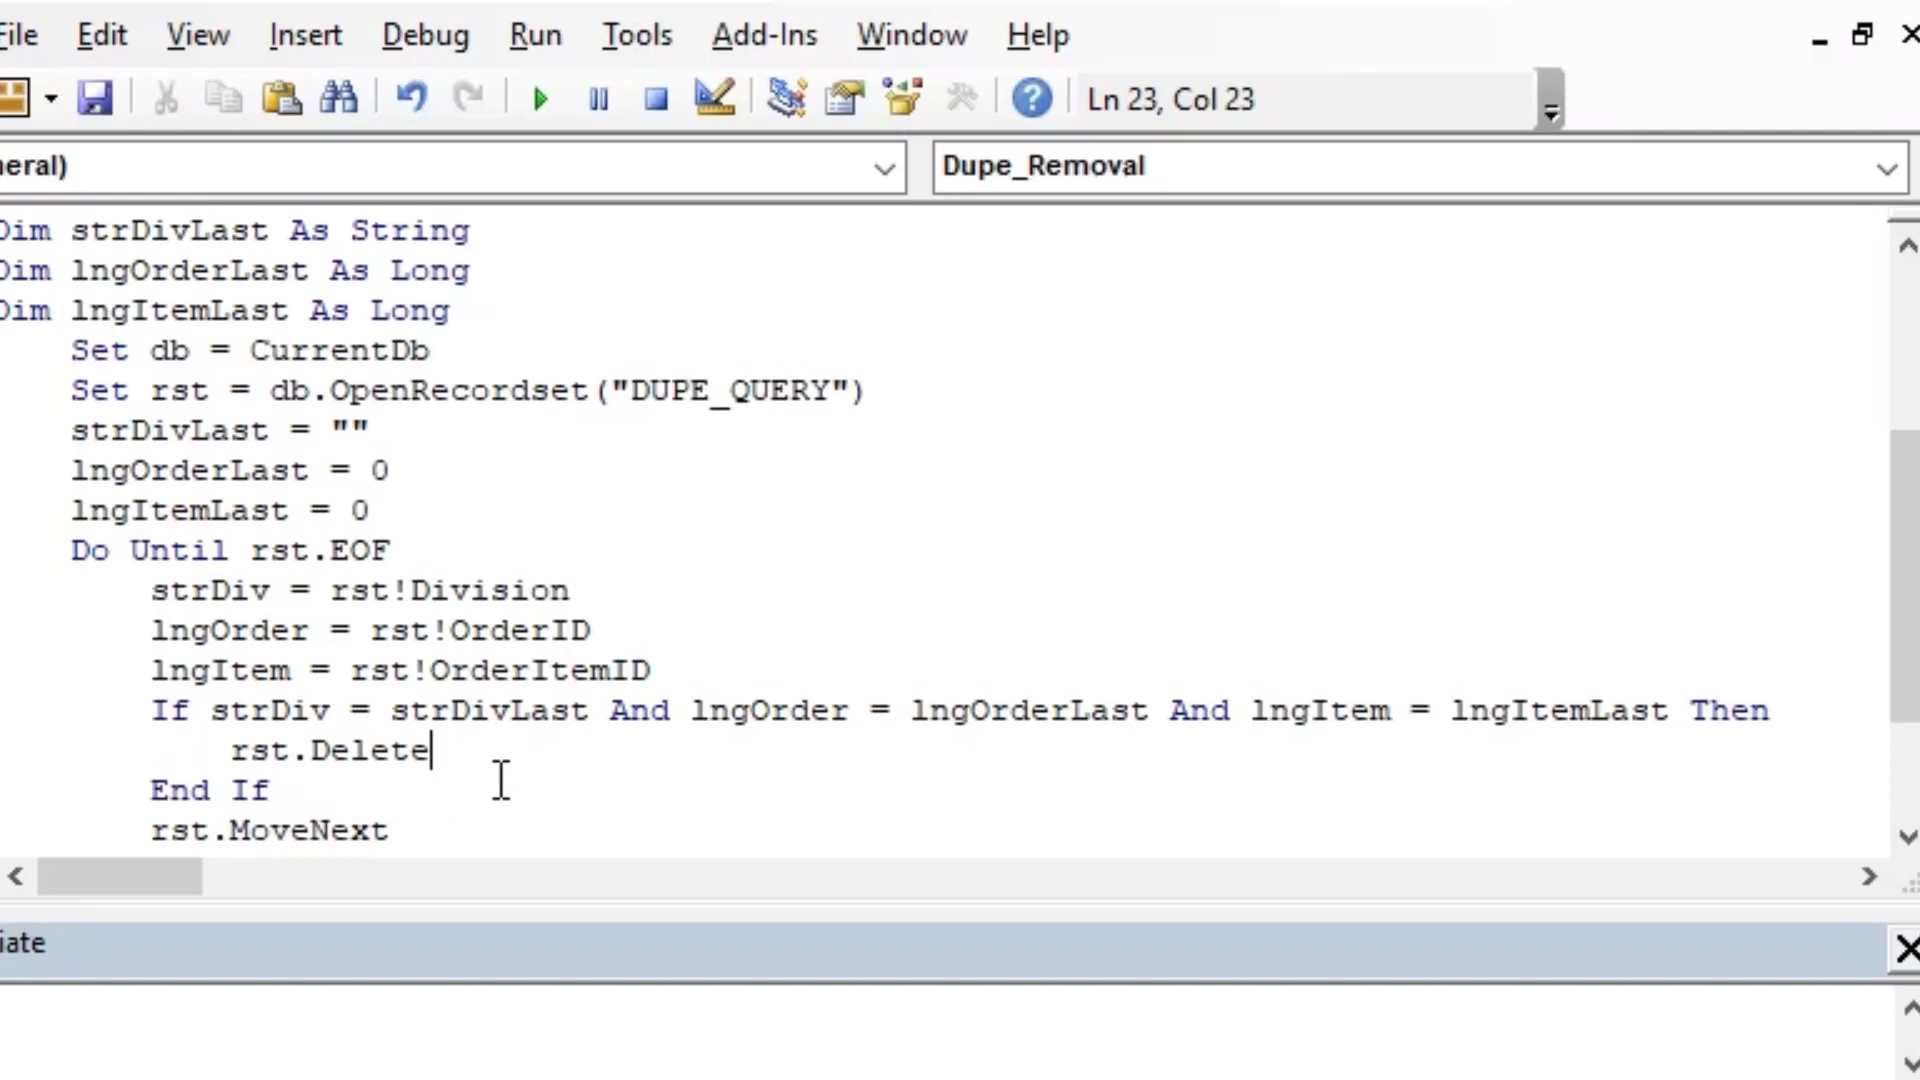 File Edit View Insert Debug Run Tools Add-Ins Window Help
Ln 23, Col 23
neral) Dupe_Removal
Dim strDivLast As String
Dim lngOrderLast As Long
Dim lngItemLast As Long
Set db = CurrentDb
Set rst = db.OpenRecordset("DUPE_QUERY")
strDivLast = ""
lngOrderLast = 0
lngItemLast = 0
Do Until rst.EOF
strDiv = rst!Division
lngOrder = rst!OrderID
lngItem = rst!OrderItemID
If strDiv = strDivLast And lngOrder = lngOrderLast And lngItem = lngItemLast Then
rst.Delete
End If
rst.MoveNext
iate